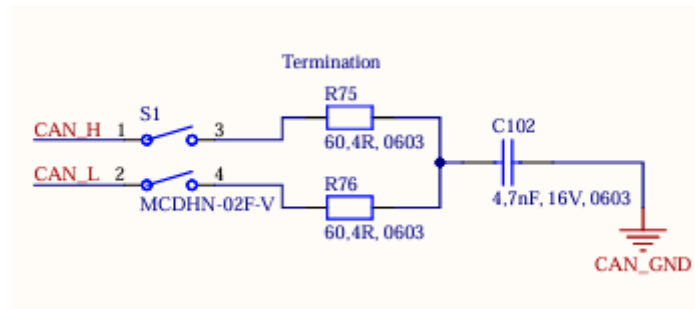 Termination
R75
S1
CAN_H 1 3
C102
60,4R, 0603
CAN_L 2 4
R76
MCDHN-02F-V
4,7nF, 16V, 0603
60,4R, 0603
CAN_GND